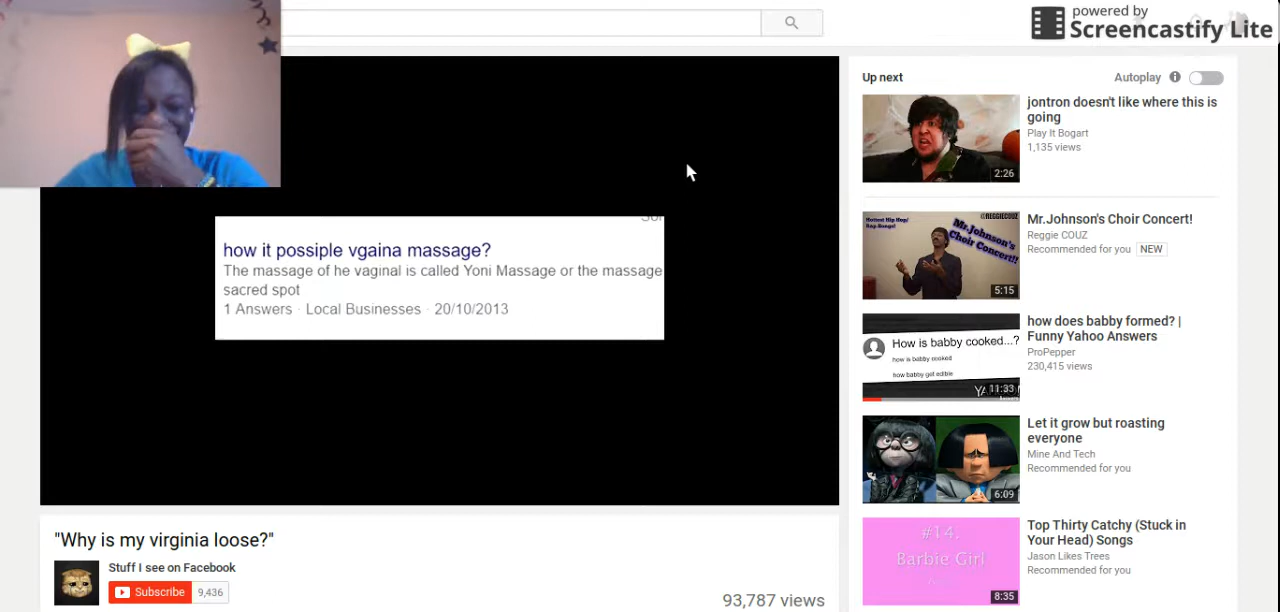 powered by
Screencastify Lite
how it possiple vgaina massage?
The massage of he vaginal is called Yoni Massage or the massage
sacred spot
1 Answers · Local Businesses · 20/10/2013
"Why is my virginia loose?"
Stuff I see on Facebook
Subscribe 9,436
93,787 views
Up next
Autoplay
2:26
jontron doesn't like where this is
going
Play It Bogart
1,135 views
@REGGIECOUZ
Mr.Johnson's
Choir Concert!!
5:15
Mr.Johnson's Choir Concert!
Reggie COUZ
Recommended for you NEW
How is babby cooked...?
how is babby cooked
how babby get edible
11:33
how does babby formed? |
Funny Yahoo Answers
ProPepper
230,415 views
6:09
Let it grow but roasting
everyone
Mine And Tech
Recommended for you
#14.
Barbie Girl
8:35
Top Thirty Catchy (Stuck in
Your Head) Songs
Jason Likes Trees
Recommended for you